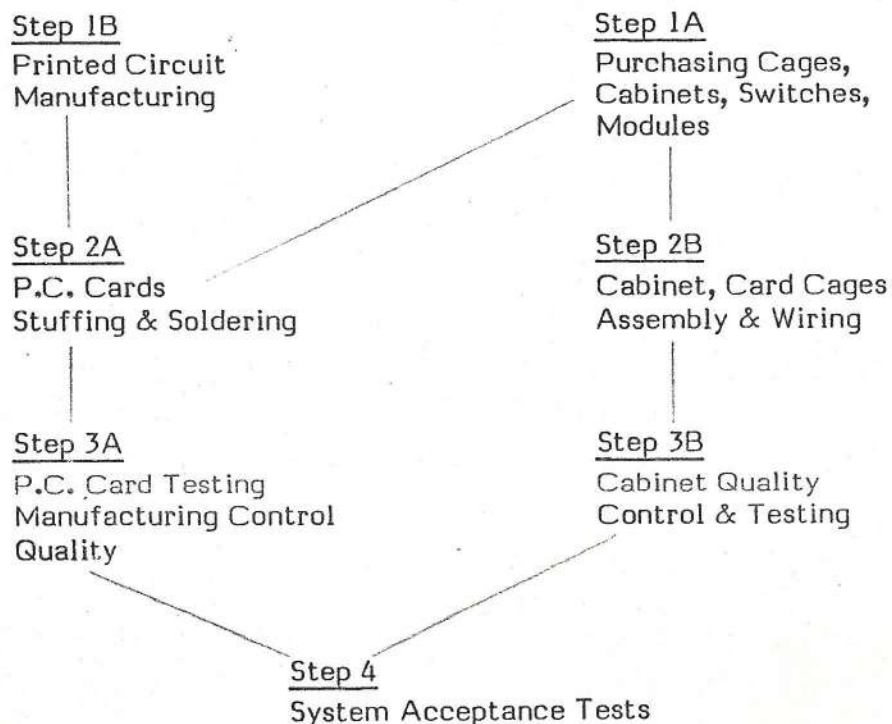 Step 1B
Printed Circuit
Manufacturing
Step 1A
Purchasing Cages,
Cabinets, Switches,
Modules
Step 2A
P.C. Cards
Stuffing & Soldering
Step 2B
Cabinet, Card Cages
Assembly & Wiring
Step 3A
P.C. Card Testing
Manufacturing Control
Quality
Step 3B
Cabinet Quality
Control & Testing
Step 4
System Acceptance Tests